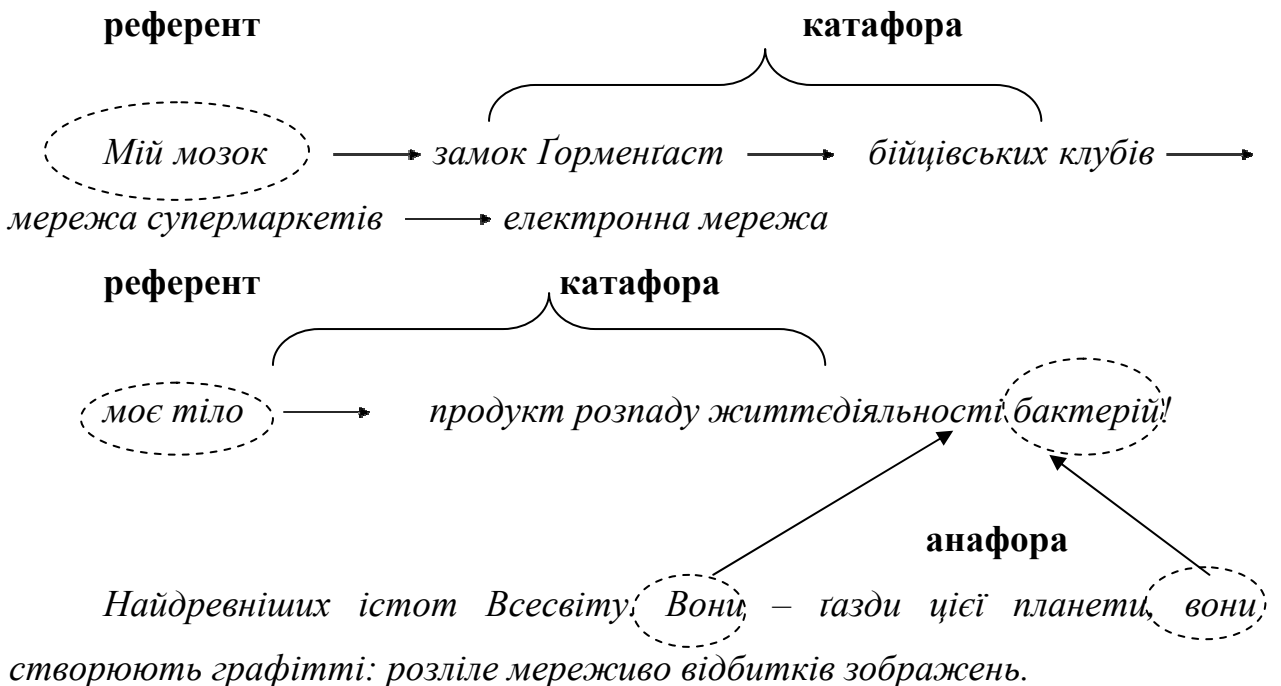 референт катафора
Мій мозок замок Ґорменґаст бійцівських клубів
мережа супермаркетів електронна мережа
референт катафора
моє тіло продукт розпаду життєдіяльності бактерій!
анафора
Найдревніших істот Всесвіту. Вони – ґазди цієї планети, вони
створюють графітті: розліле мереживо відбитків зображень.